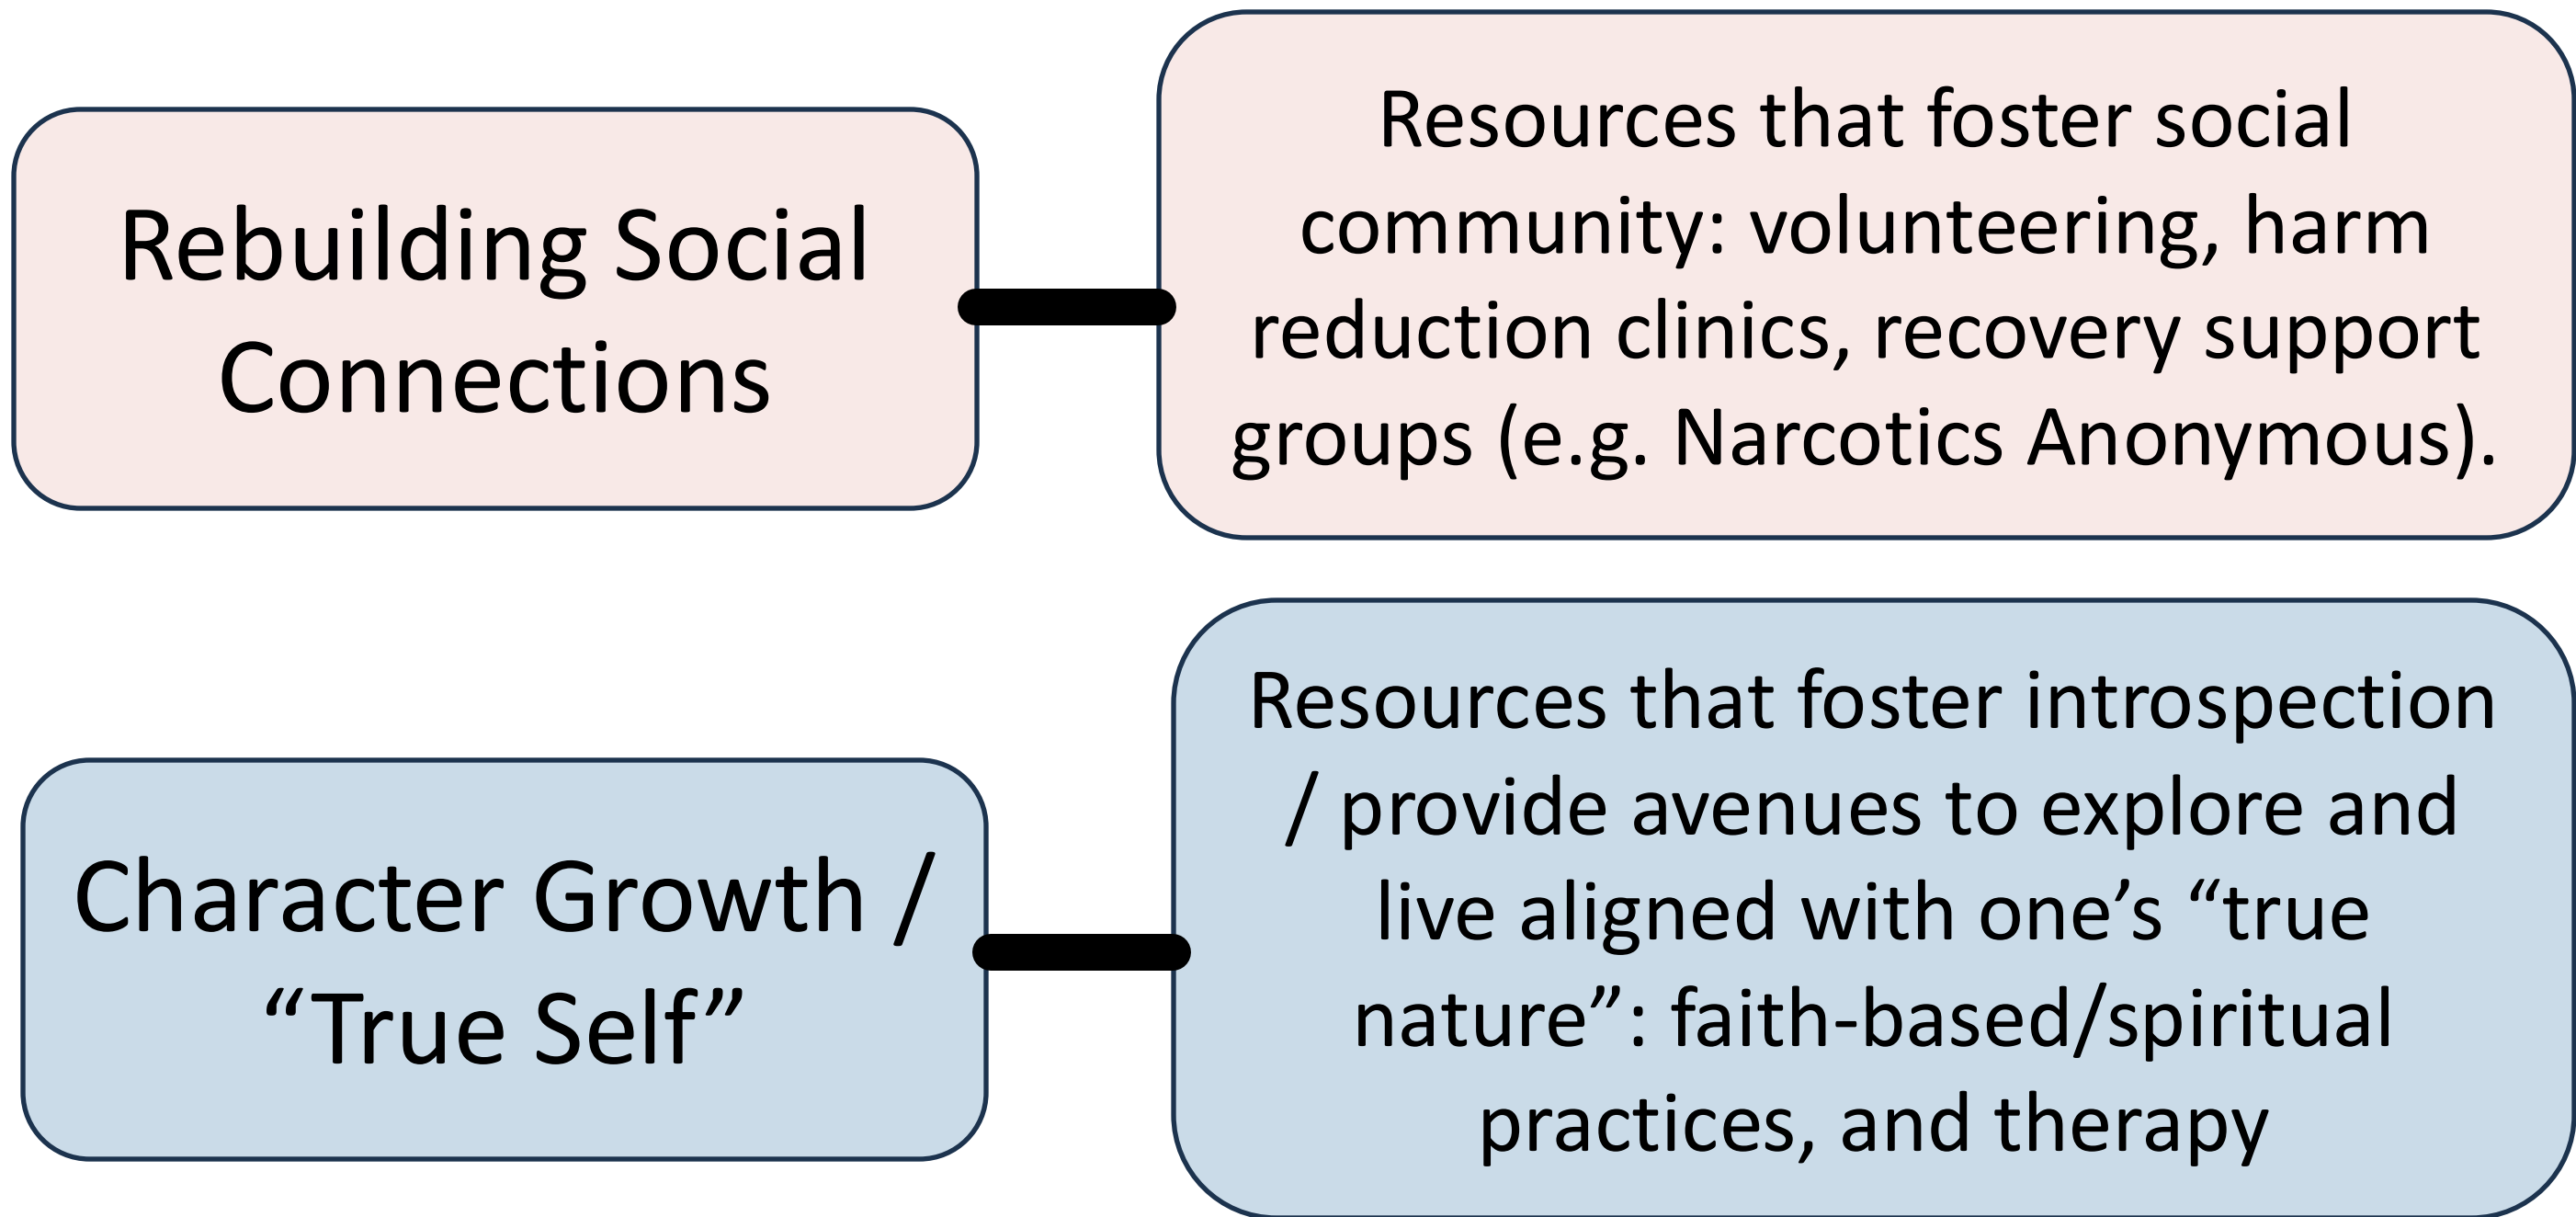 Rebuilding Social
Connections
Resources that foster social
community: volunteering, harm
reduction clinics, recovery support
groups (e.g. Narcotics Anonymous).
Character Growth /
“True Self”
Resources that foster introspection
/ provide avenues to explore and
live aligned with one’s “true
nature”: faith-based/spiritual
practices, and therapy